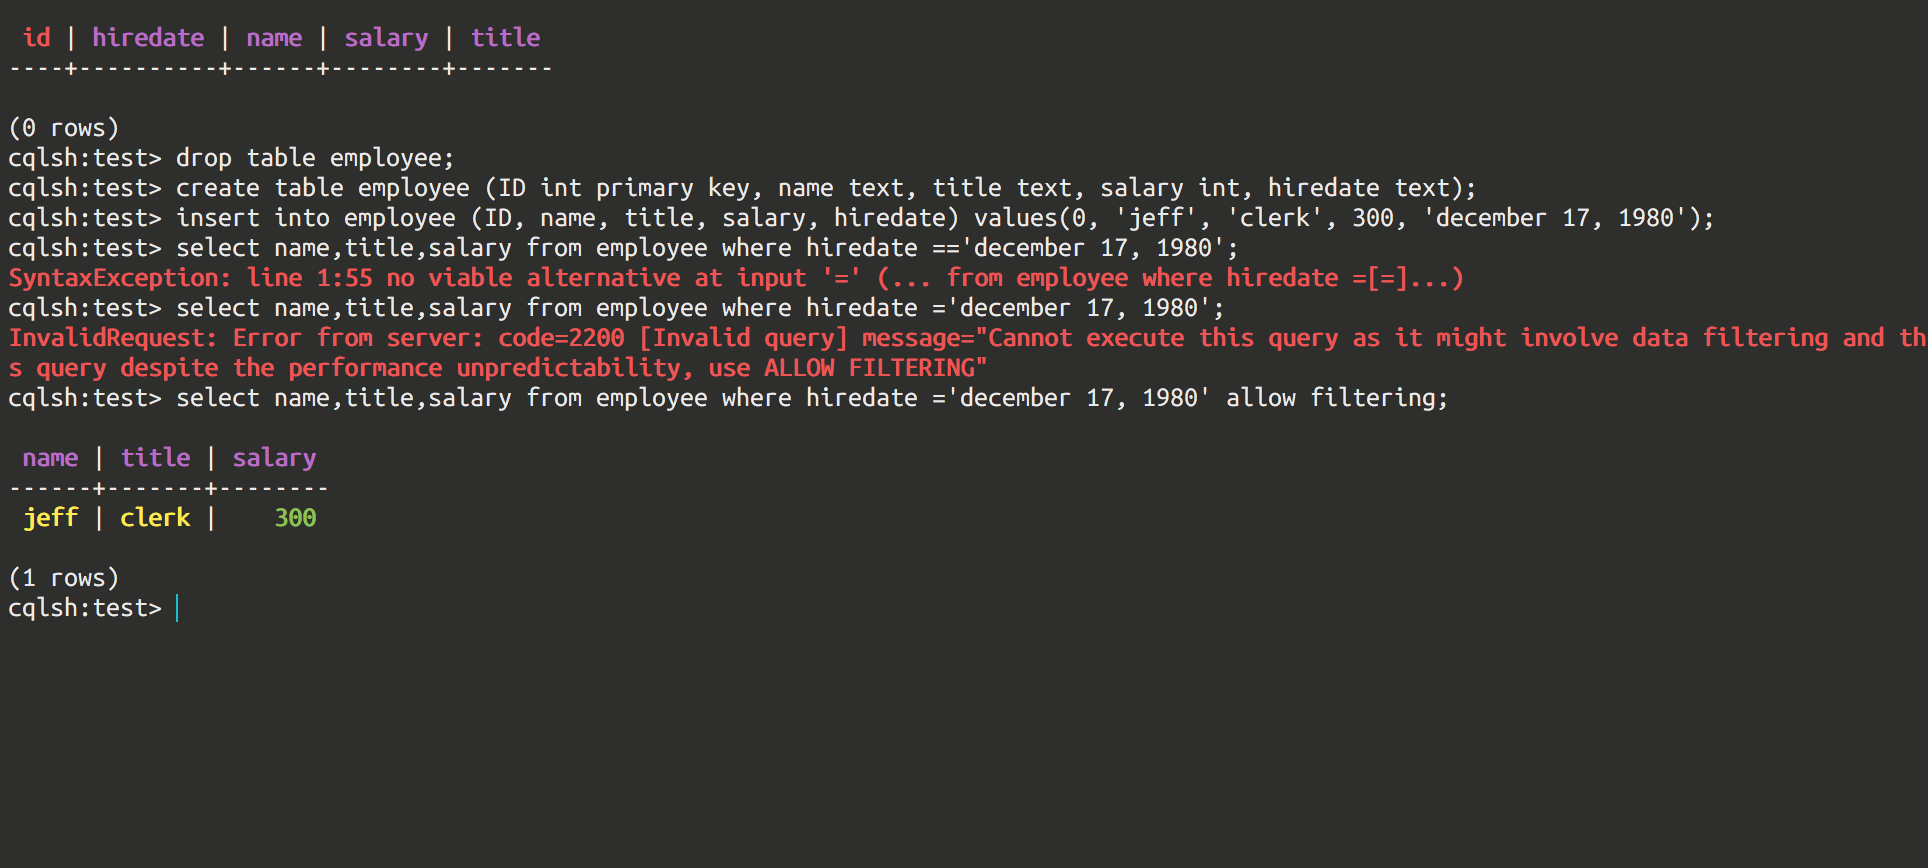 id | hiredate | name | salary | title
----+----------+------+--------+-------
(0 rows)
cqlsh:test> drop table employee;
cqlsh:test> create table employee (ID int primary key, name text, title text, salary int, hiredate text);
cqlsh:test> insert into employee (ID, name, title, salary, hiredate) values(0, 'jeff', 'clerk', 300, 'december 17, 1980');
cqlsh:test> select name,title,salary from employee where hiredate =='december 17, 1980';
SyntaxException: line 1:55 no viable alternative at input '=' (... from employee where hiredate =[=]...)
cqlsh:test> select name,title,salary from employee where hiredate ='december 17, 1980';
InvalidRequest: Error from server: code=2200 [Invalid query] message="Cannot execute this query as it might involve data filtering and th
s query despite the performance unpredictability, use ALLOW FILTERING"
cqlsh:test> select name,title,salary from employee where hiredate ='december 17, 1980' allow filtering;
 name | title | salary
------+-------+--------
 jeff | clerk |    300
(1 rows)
cqlsh:test>